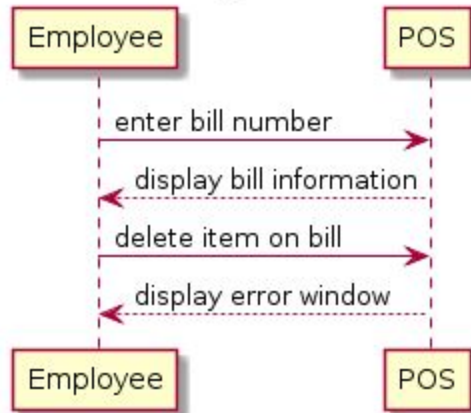 Employee
POS
enter bill number
display bill information
delete item on bill
display error window
Employee
POS